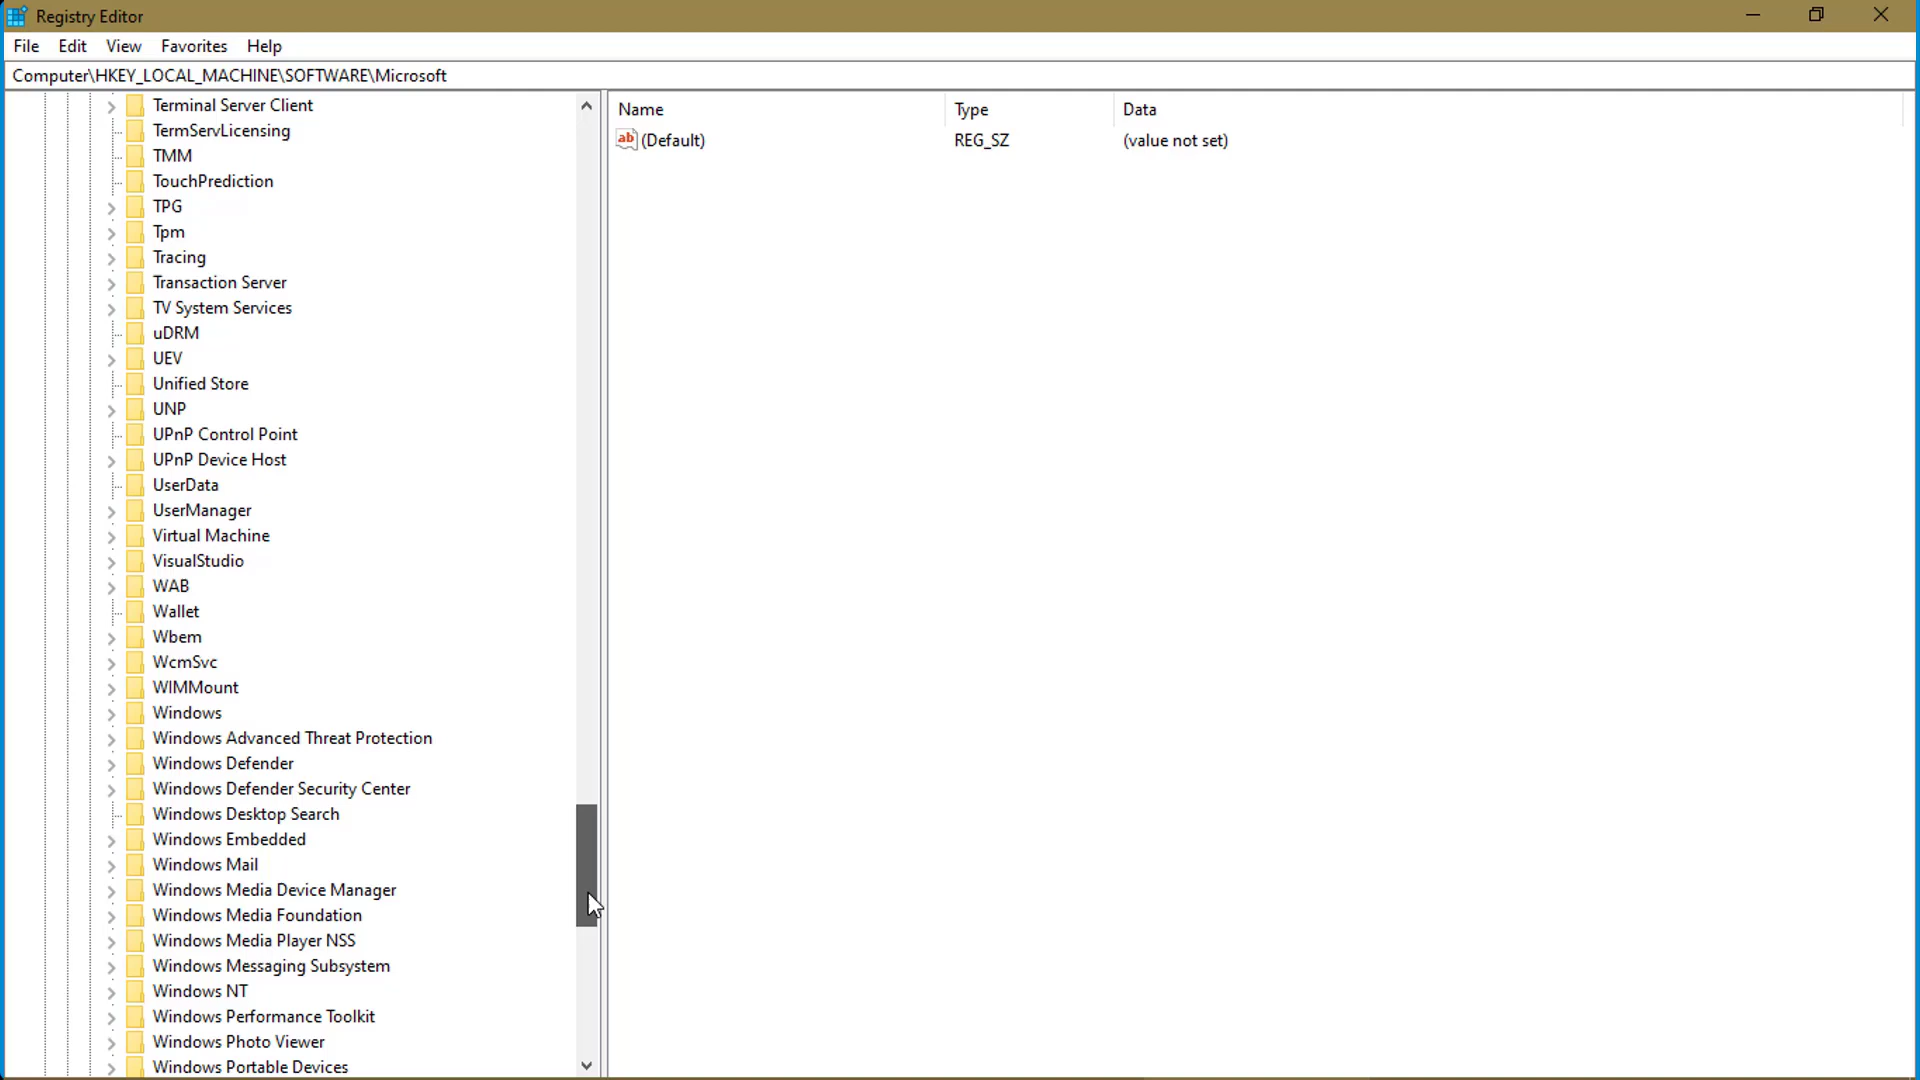 Registry Editor
File Edit View Favorites Help
Computer\HKEY_LOCAL_MACHINE\SOFTWARE\Microsoft
Terminal Server Client
TermServLicensing
TMM
TouchPrediction
TPG
Tpm
Tracing
Transaction Server
TV System Services
uDRM
UEV
Unified Store
UNP
UPnP Control Point
UPnP Device Host
UserData
UserManager
Virtual Machine
VisualStudio
WAB
Wallet
Wbem
WcmSvc
WIMMount
Windows
Windows Advanced Threat Protection
Windows Defender
Windows Defender Security Center
Windows Desktop Search
Windows Embedded
Windows Mail
Windows Media Device Manager
Windows Media Foundation
Windows Media Player NSS
Windows Messaging Subsystem
Windows NT
Windows Performance Toolkit
Windows Photo Viewer
Windows Portable Devices
Name Type Data
ab (Default) REG_SZ (value not set)